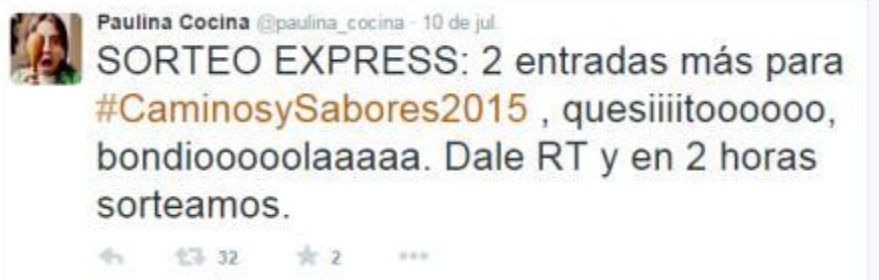 Paulina Cocina @paulina_cocina · 10 de jul.
SORTEO EXPRESS: 2 entradas más para
#CaminosySabores2015 , quesiiiitoooooo,
bondiooooolaaaaa. Dale RT y en 2 horas
sorteamos.
32 2